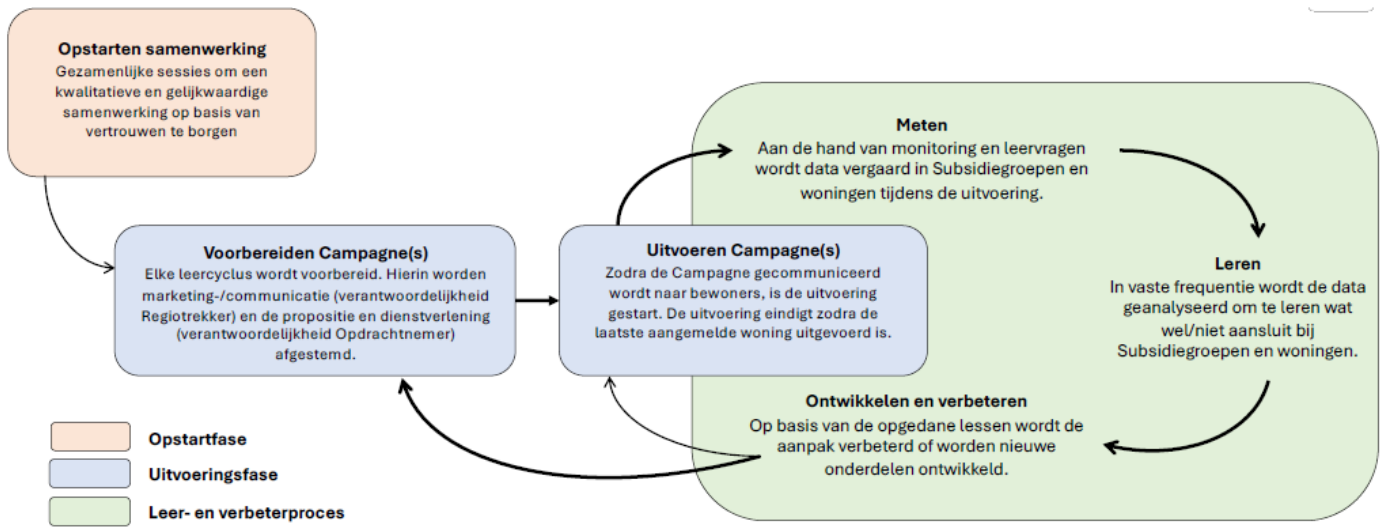 Opstarten samenwerking
Gezamenlijke sessies om een
kwalitatieve en gelijkwaardige
samenwerking op basis van
vertrouwen te borgen
Voorbereiden Campagne(s)
Elke leercyclus wordt voorbereid. Hierin worden
marketing-/communicatie (verantwoordelijkheid
Regiotrekker) en de propositie en dienstverlening
(verantwoordelijkheid Opdrachtnemer)
afgestemd.
Uitvoeren Campagne(s)
Zodra de Campagne gecommuniceerd
wordt naar bewoners, is de uitvoering
gestart. De uitvoering eindigt zodra de
laatste aangemelde woning uitgevoerd is.
Meten
Aan de hand van monitoring en leervragen
wordt data vergaard in Subsidiegroepen en
woningen tijdens de uitvoering.
Leren
In vaste frequentie wordt de data
geanalyseerd om te leren wat
wel/niet aansluit bij
Subsidiegroepen en woningen.
Ontwikkelen en verbeteren
Op basis van de opgedane lessen wordt de
aanpak verbeterd of worden nieuwe
onderdelen ontwikkeld.
Opstartfase
Uitvoeringsfase
Leer- en verbeterproces